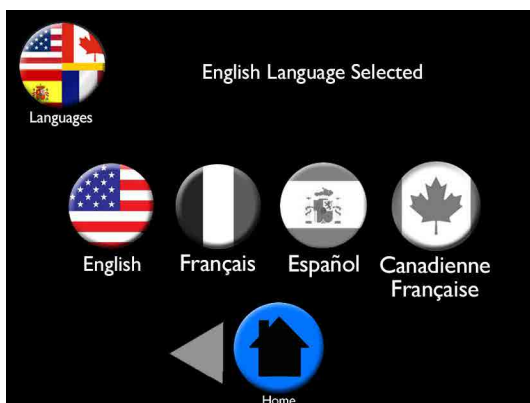 English Language Selected
Languages
English
Français
Español
Canadienne
Française
Home